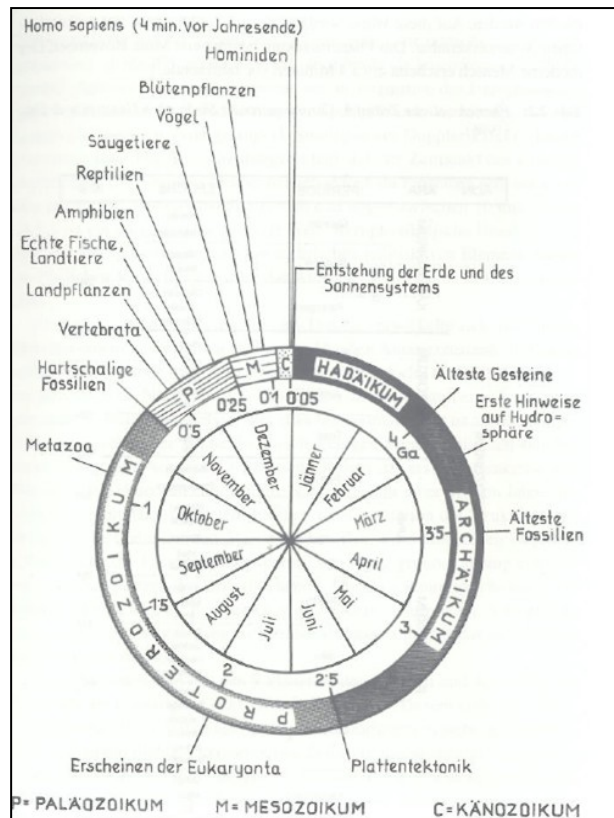 Homo sapiens (4 min. vor Jahresende)
Hominiden
Blütenpflanzen
Vögel
Säugetiere
Reptilien
Amphibien
Echte Fische,
Landtiere
Landpflanzen
Vertebrata
Hartschalige
Fossilien
Metazoa
Entstehung der Erde und des
Sonnensystems
Älteste Gesteine
Erste Hinweise
auf Hydro=
sphäre
Älteste
Fossilien
P
M
C
HADÄIKUM
ARCHÄIKUM
PROTEROZOIKUM
0'5
0'25
0'1
0'05
4
Ga
3'5
3
2'5
2
1'5
1
Jänner
Februar
März
April
Mai
Juni
Juli
August
September
Oktober
November
Dezember
Erscheinen der Eukaryonta
Plattentektonik
P= PALÄOZOIKUM M= MESOZOIKUM C= KÄNOZOIKUM